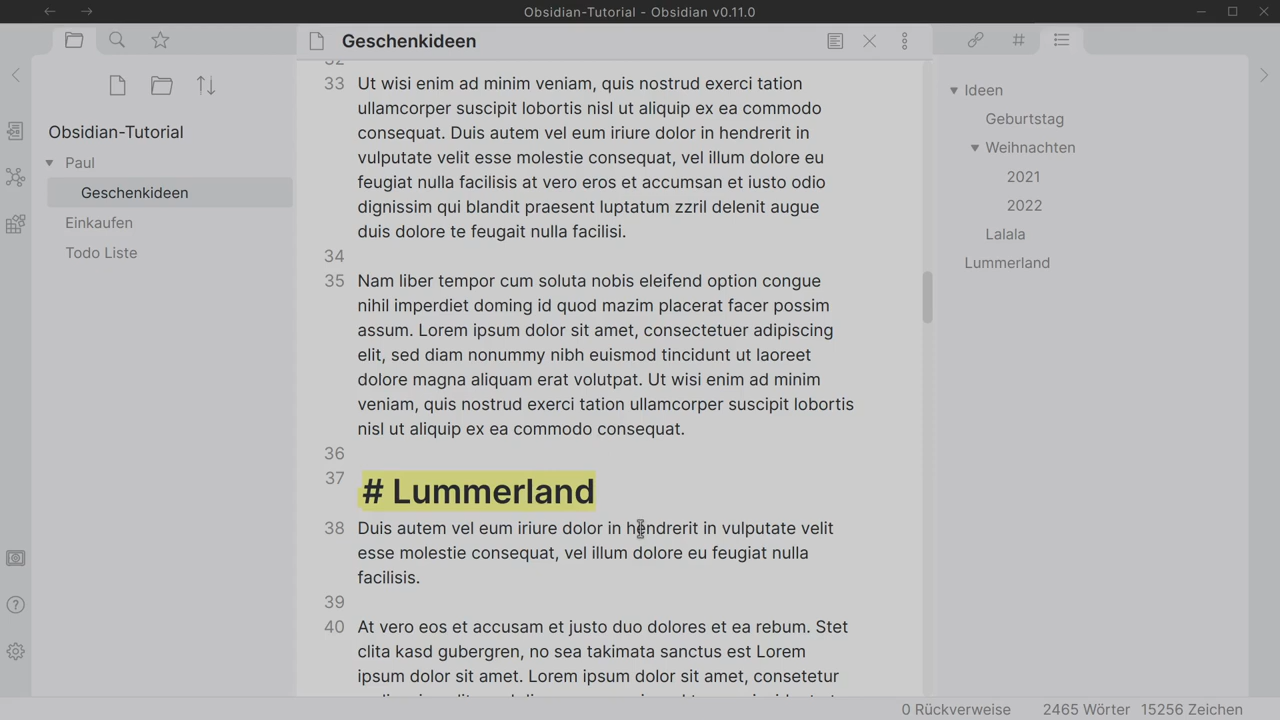 Obsidian-Tutorial - Obsidian v0.11.0
Geschenkideen
Obsidian-Tutorial
Paul
Geschenkideen
Einkaufen
Todo Liste
32
33 Ut wisi enim ad minim veniam, quis nostrud exerci tation
ullamcorper suscipit lobortis nisl ut aliquip ex ea commodo
consequat. Duis autem vel eum iriure dolor in hendrerit in
vulputate velit esse molestie consequat, vel illum dolore eu
feugiat nulla facilisis at vero eros et accumsan et iusto odio
dignissim qui blandit praesent luptatum zzril delenit augue
duis dolore te feugait nulla facilisi.
34
35 Nam liber tempor cum soluta nobis eleifend option congue
nihil imperdiet doming id quod mazim placerat facer possim
assum. Lorem ipsum dolor sit amet, consectetuer adipiscing
elit, sed diam nonummy nibh euismod tincidunt ut laoreet
dolore magna aliquam erat volutpat. Ut wisi enim ad minim
veniam, quis nostrud exerci tation ullamcorper suscipit lobortis
nisl ut aliquip ex ea commodo consequat.
36
37 # Lummerland
38 Duis autem vel eum iriure dolor in hendrerit in vulputate velit
esse molestie consequat, vel illum dolore eu feugiat nulla
facilisis.
39
40 At vero eos et accusam et justo duo dolores et ea rebum. Stet
clita kasd gubergren, no sea takimata sanctus est Lorem
ipsum dolor sit amet. Lorem ipsum dolor sit amet, consetetur
Ideen
Geburtstag
Weihnachten
2021
2022
Lalala
Lummerland
0 Rückverweise 2465 Wörter 15256 Zeichen